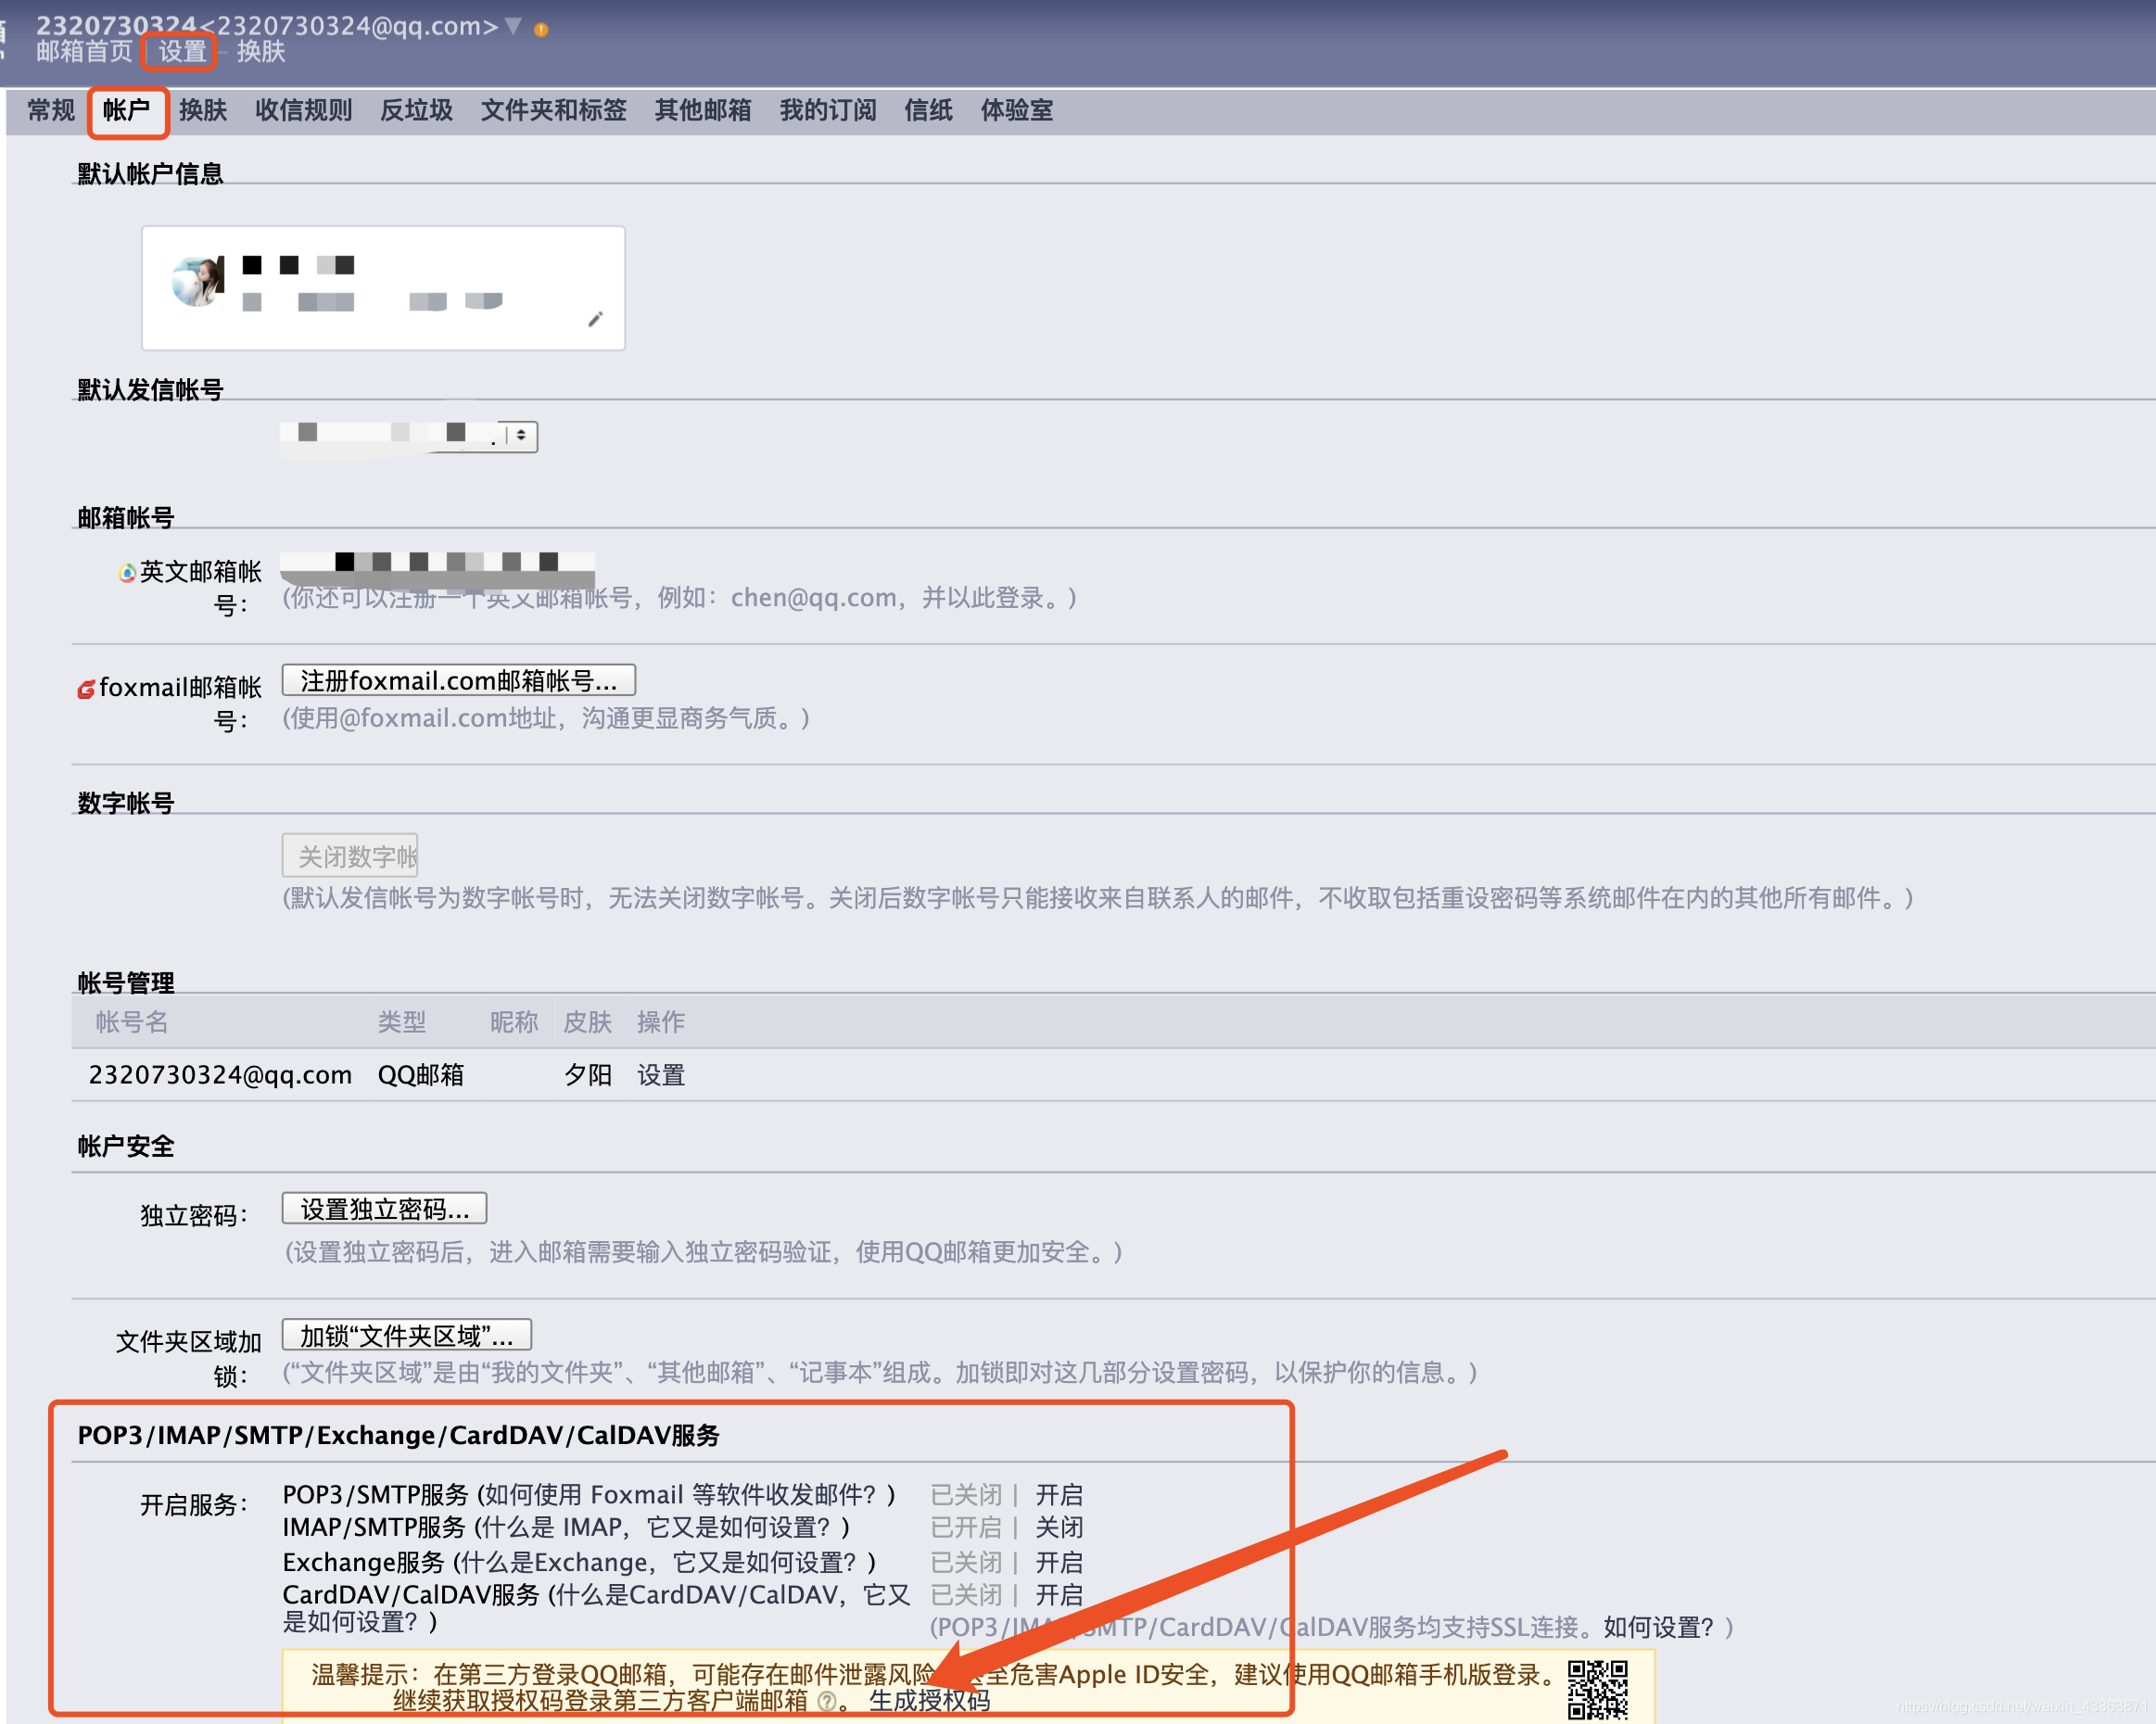 2320730324<2320730324@qq.com>
邮箱首页 | 设置 - 换肤
常规 帐户 换肤 收信规则 反垃圾 文件夹和标签 其他邮箱 我的订阅 信纸 体验室
默认帐户信息
默认发信帐号
邮箱帐号
英文邮箱帐
号：
(你还可以注册一个英文邮箱帐号，例如：chen@qq.com，并以此登录。)
foxmail邮箱帐 注册foxmail.com邮箱帐号...
号： (使用@foxmail.com地址，沟通更显商务气质。)
数字帐号
关闭数字帐
(默认发信帐号为数字帐号时，无法关闭数字帐号。关闭后数字帐号只能接收来自联系人的邮件，不收取包括重设密码等系统邮件在内的其他所有邮件。)
帐号管理
帐号名 类型 昵称 皮肤 操作
2320730324@qq.com QQ邮箱 夕阳 设置
帐户安全
独立密码： 设置独立密码...
(设置独立密码后，进入邮箱需要输入独立密码验证，使用QQ邮箱更加安全。)
文件夹区域加 加锁“文件夹区域”...
锁： (“文件夹区域”是由“我的文件夹”、“其他邮箱”、“记事本”组成。加锁即对这几部分设置密码，以保护你的信息。)
POP3/IMAP/SMTP/Exchange/CardDAV/CalDAV服务
开启服务： POP3/SMTP服务 (如何使用 Foxmail 等软件收发邮件？) 已关闭 | 开启
IMAP/SMTP服务 (什么是 IMAP，它又是如何设置？) 已开启 | 关闭
Exchange服务 (什么是Exchange，它又是如何设置？) 已关闭 | 开启
CardDAV/CalDAV服务 (什么是CardDAV/CalDAV，它又 已关闭 | 开启
是如何设置？)
(POP3/IMAP/SMTP/CardDAV/CalDAV服务均支持SSL连接。如何设置？)
温馨提示：在第三方登录QQ邮箱，可能存在邮件泄露风险 至危害Apple ID安全，建议使用QQ邮箱手机版登录。
继续获取授权码登录第三方客户端邮箱 ? 。 生成授权码
https://blog.csdn.net/weixin_43363871